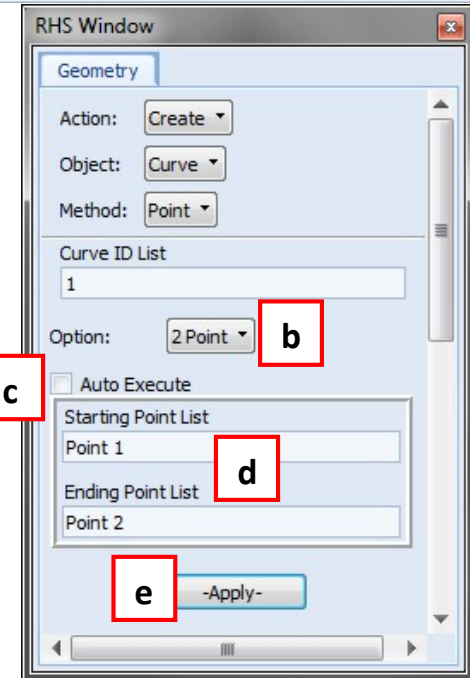 RHS Window
Geometry
Action: Create
Object: Curve
Method: Point
Curve ID List
1
Option: 2 Point b
c Auto Execute
Starting Point List
Point 1
d
Ending Point List
Point 2
e -Apply-